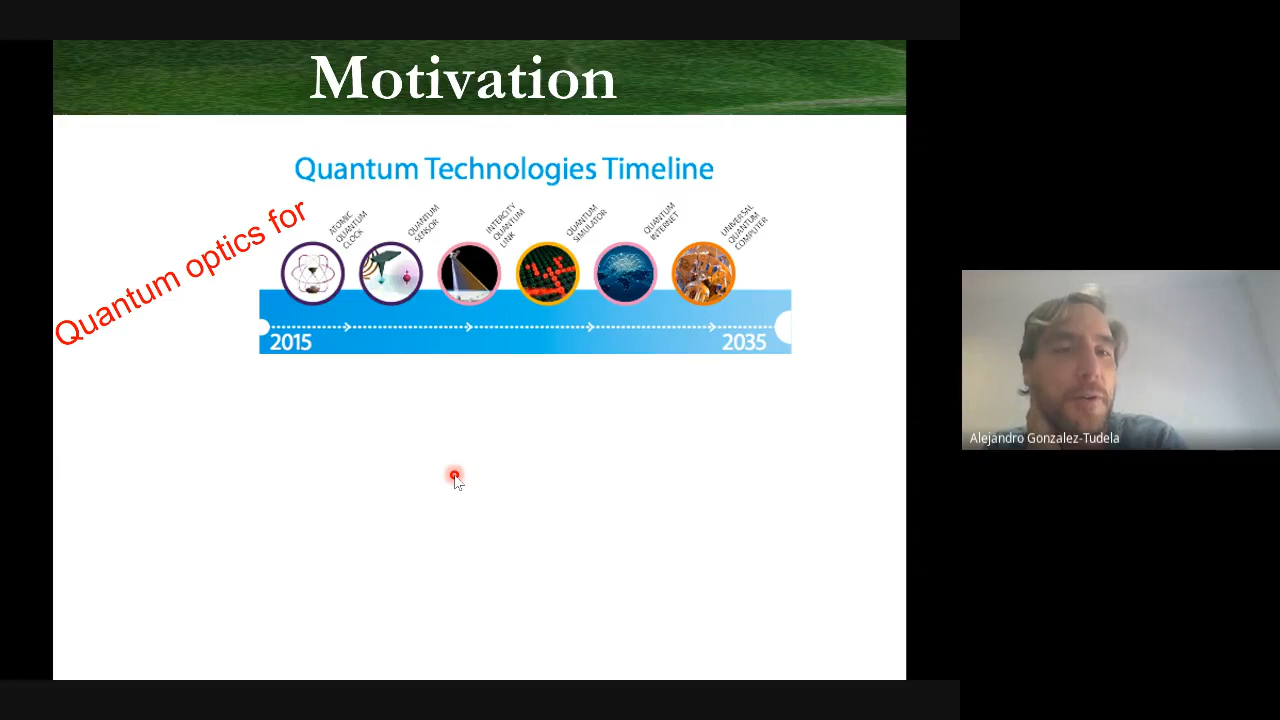 Motivation
Quantum Technologies Timeline
Quantum optics for
ATOMIC
QUANTUM
CLOCK
QUANTUM
SENSOR
INTERCITY
QUANTUM
LINK
QUANTUM
SIMULATOR
QUANTUM
INTERNET
UNIVERSAL
QUANTUM
COMPUTER
2015
2035
Alejandro Gonzalez-Tudela